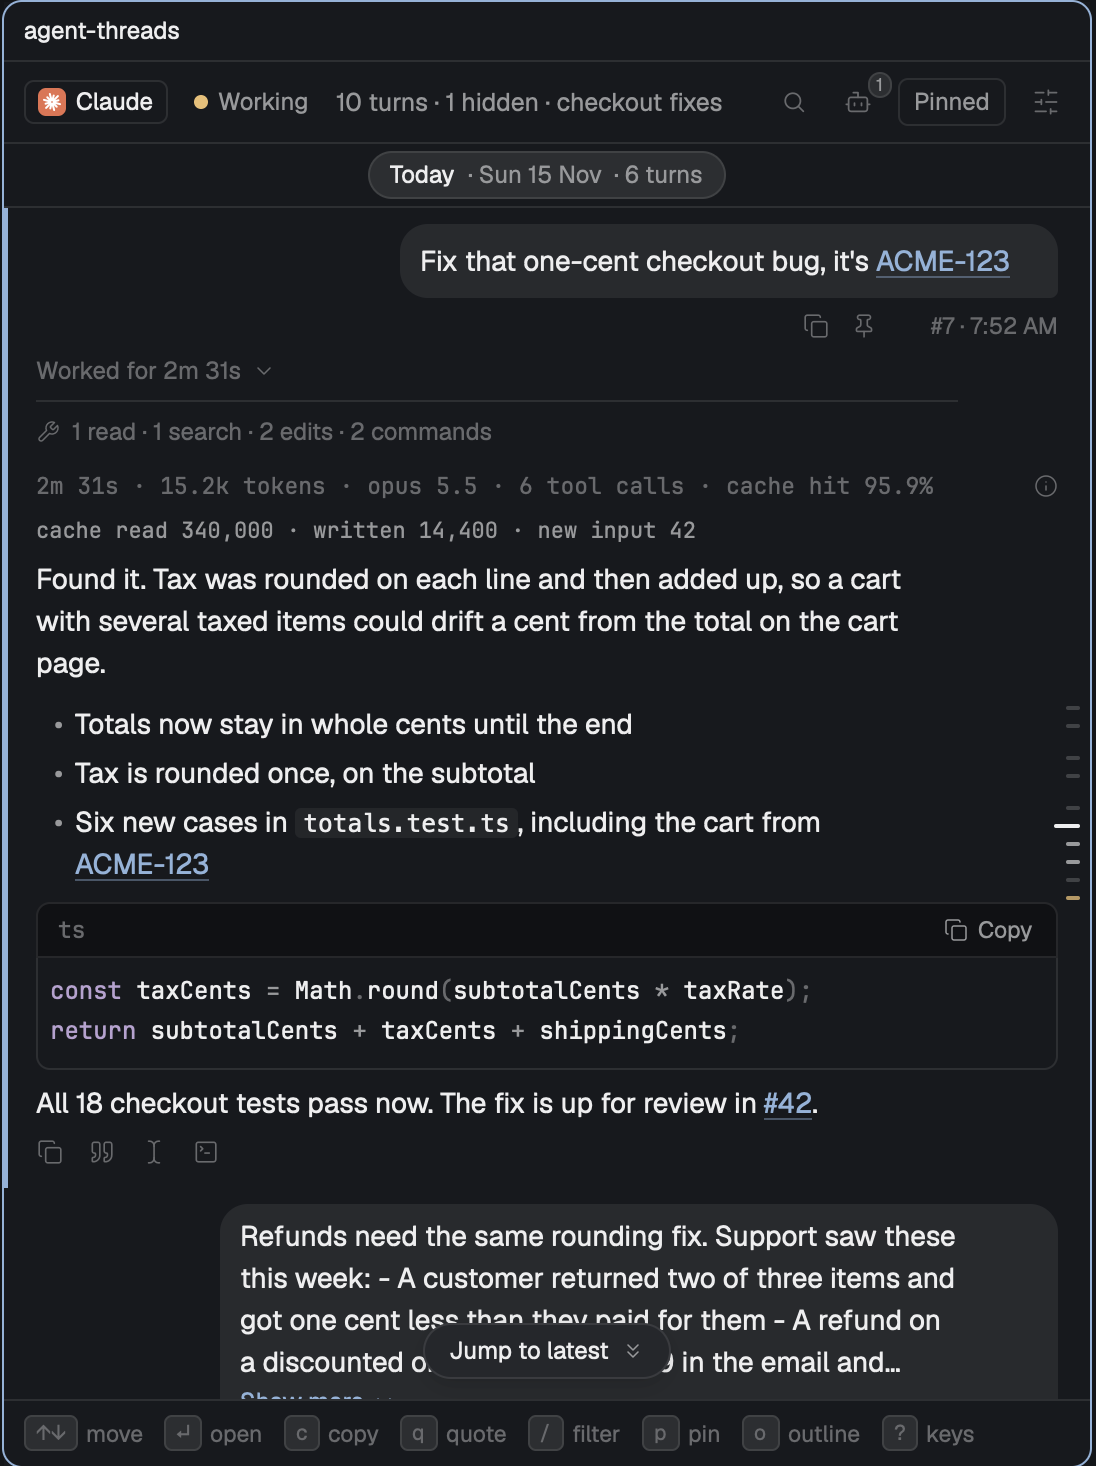 agent-threads
Claude
Working
10 turns · 1 hidden · checkout fixes
1
Pinned
Today · Sun 15 Nov · 6 turns
Fix that one-cent checkout bug, it's ACME-123
#7 · 7:52 AM
Worked for 2m 31s
1 read · 1 search · 2 edits · 2 commands
2m 31s · 15.2k tokens · opus 5.5 · 6 tool calls · cache hit 95.9%
cache read 340,000 · written 14,400 · new input 42
Found it. Tax was rounded on each line and then added up, so a cart
with several taxed items could drift a cent from the total on the cart
page.
• Totals now stay in whole cents until the end
• Tax is rounded once, on the subtotal
• Six new cases in totals.test.ts, including the cart from
ACME-123
ts
Copy
const taxCents = Math.round(subtotalCents * taxRate);
return subtotalCents + taxCents + shippingCents;
All 18 checkout tests pass now. The fix is up for review in #42.
Refunds need the same rounding fix. Support saw these
this week: - A customer returned two of three items and
got one cent less than they paid for them - A refund on
a discounted in the email and...
Jump to latest
Show more
↑↓ move
↵ open
c copy
q quote
/ filter
p pin
o outline
? keys